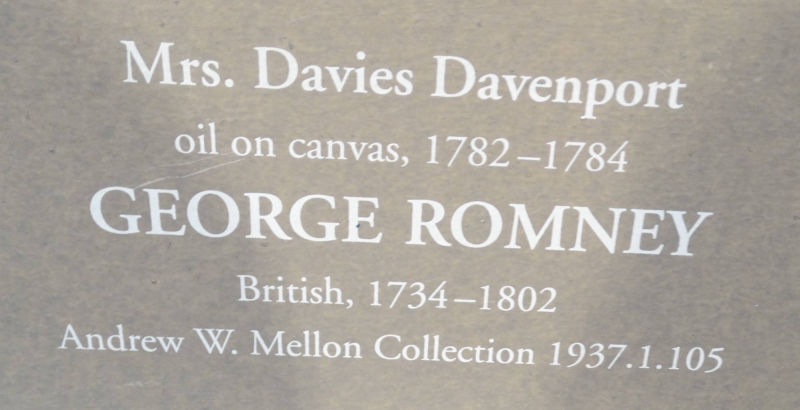 Mrs. Davies Davenport
oil on canvas, 1782–1784
GEORGE ROMNEY
British, 1734–1802
Andrew W. Mellon Collection 1937.1.105